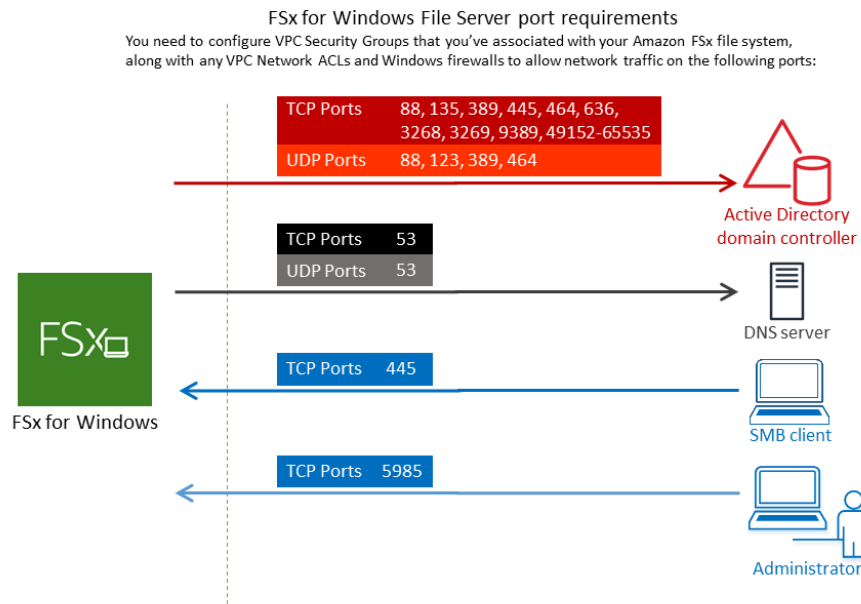 FSx for Windows File Server port requirements
You need to configure VPC Security Groups that you've associated with your Amazon FSx file system,
along with any VPC Network ACLs and Windows firewalls to allow network traffic on the following ports:
TCP Ports 88, 135, 389, 445, 464, 636,
3268, 3269, 9389, 49152-65535
UDP Ports 88, 123, 389, 464
Active Directory
domain controller
TCP Ports 53
UDP Ports 53
DNS server
FSx
FSx for Windows
TCP Ports 445
SMB client
TCP Ports 5985
Administrator